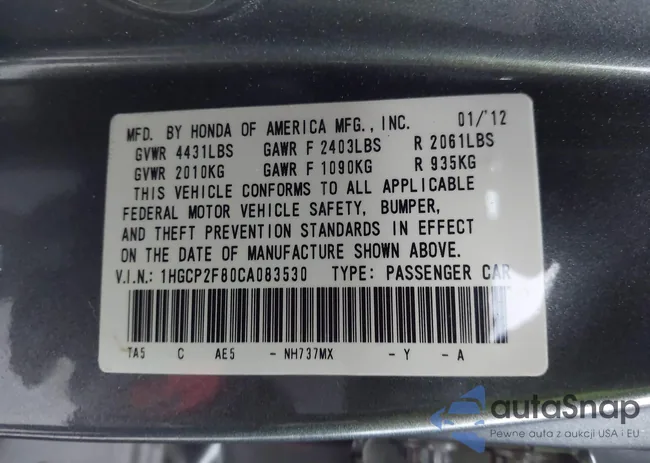 MFD. BY HONDA OF AMERICA MFG., INC. 01/'12
GVWR 4431LBS GAWR F 2403LBS R 2061LBS
GVWR 2010KG GAWR F 1090KG R 935KG
THIS VEHICLE CONFORMS TO ALL APPLICABLE
FEDERAL MOTOR VEHICLE SAFETY, BUMPER,
AND THEFT PREVENTION STANDARDS IN EFFECT
ON THE DATE OF MANUFACTURE SHOWN ABOVE.
V.I.N.: 1HGCP2F80CA083530 TYPE: PASSENGER CAR
TA5 C AE5 - NH737MX - Y - A
autaSnap
Pewne auta z aukcji USA i EU